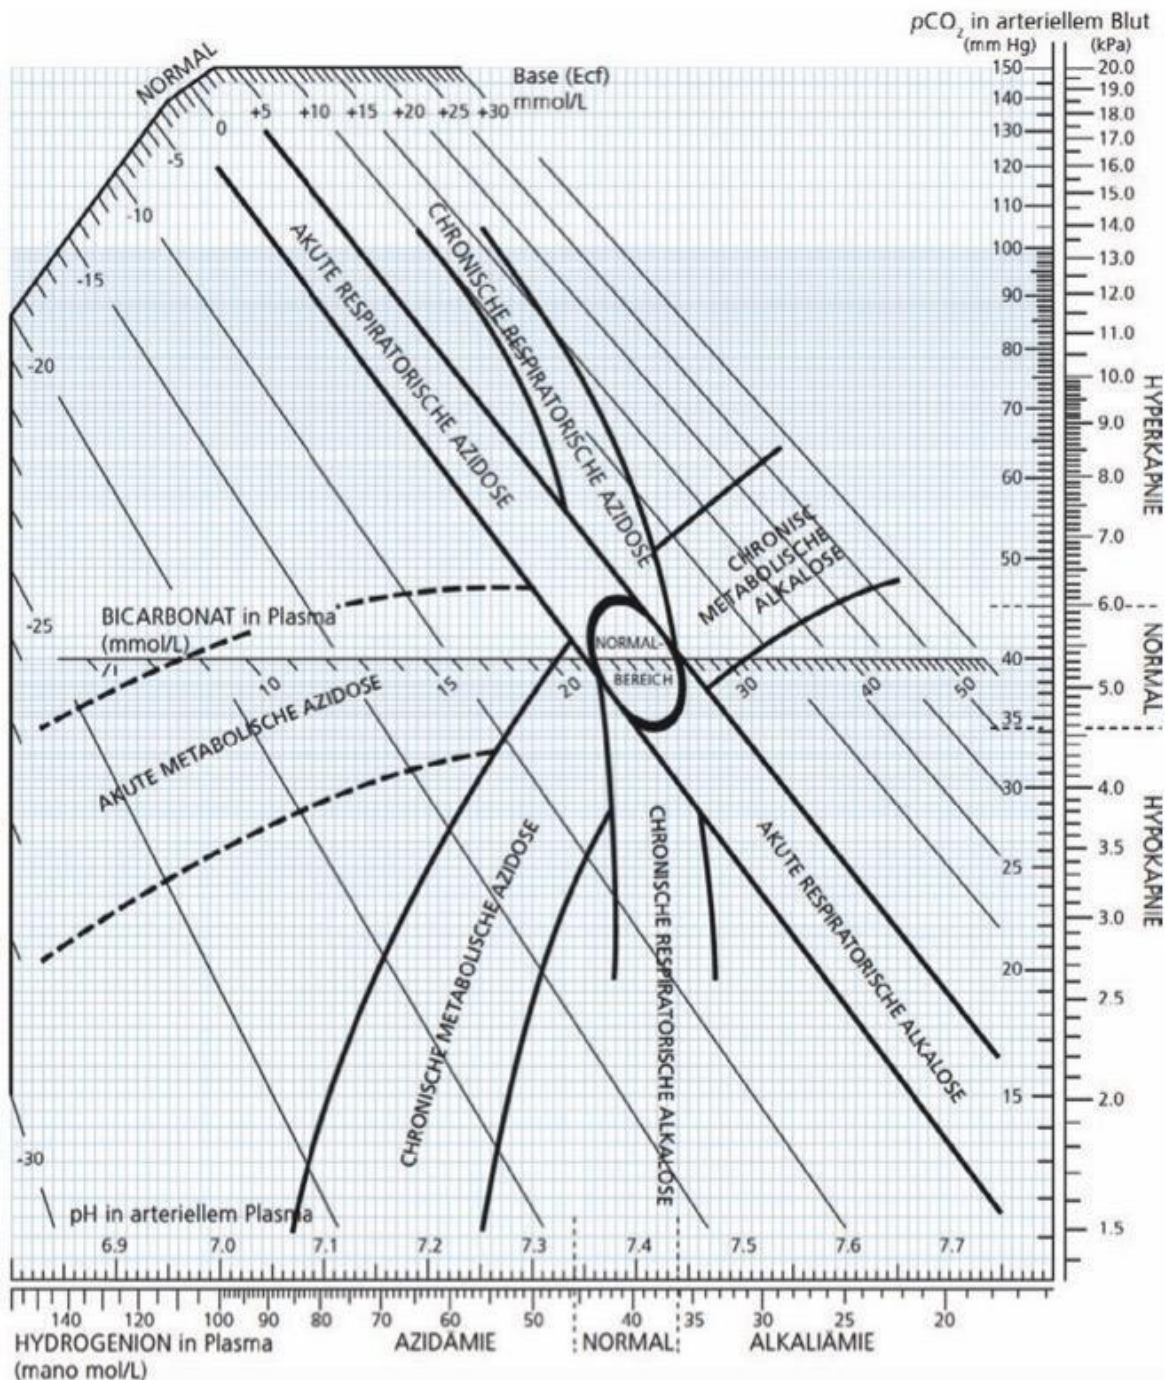 pCO2 in arteriellem Blut
(mm Hg) (kPa)
NORMAL
Base (Ecf)
mmol/L
0 +5 +10 +15 +20 +25 +30
-5
-10
-15
-20
-25
-30
150
140
130
120
110
100
90
80
70
60
50
40
35
30
25
20
15
20.0
19.0
18.0
17.0
16.0
15.0
14.0
13.0
12.0
11.0
10.0
9.0
8.0
7.0
6.0
5.0
4.0
3.5
3.0
2.5
2.0
1.5
HYPERKAPNIE
NORMAL
HYPOKAPNIE
AKUTE RESPIRATORISCHE AZIDOSE
CHRONISCHE RESPIRATORISCHE AZIDOSE
CHRONISC
METABOLISCHE
ALKALOSE
BICARBONAT in Plasma
(mmol/L)
10 15 20 30 40 50
NORMAL-
BEREICH
AKUTE METABOLISCHE AZIDOSE
CHRONISCHE METABOLISCHE AZIDOSE
CHRONISCHE RESPIRATORISCHE ALKALOSE
AKUTE RESPIRATORISCHE ALKALOSE
pH in arteriellem Plasma
6.9 7.0 7.1 7.2 7.3 7.4 7.5 7.6 7.7
140 120 100 90 80 70 60 50 40 35 30 25 20
HYDROGENION in Plasma AZIDÄMIE NORMAL ALKALIÄMIE
(mano mol/L)